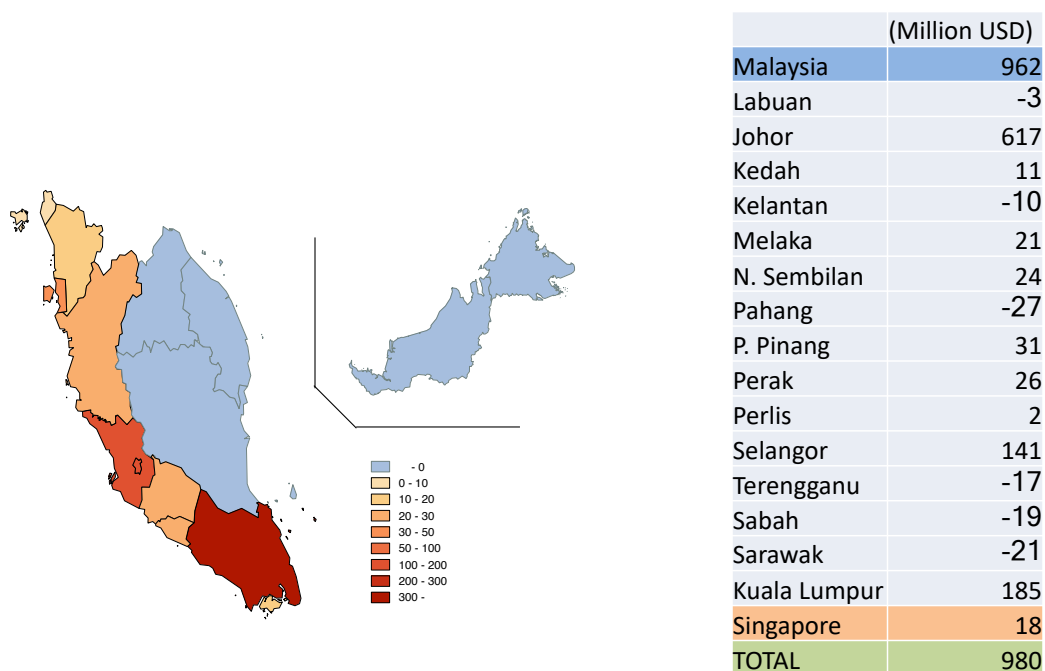 - 0
0 - 10
10 - 20
20 - 30
30 - 50
50 - 100
100 - 200
200 - 300
300 -
(Million USD)
Malaysia 962
Labuan -3
Johor 617
Kedah 11
Kelantan -10
Melaka 21
N. Sembilan 24
Pahang -27
P. Pinang 31
Perak 26
Perlis 2
Selangor 141
Terengganu -17
Sabah -19
Sarawak -21
Kuala Lumpur 185
Singapore 18
TOTAL 980